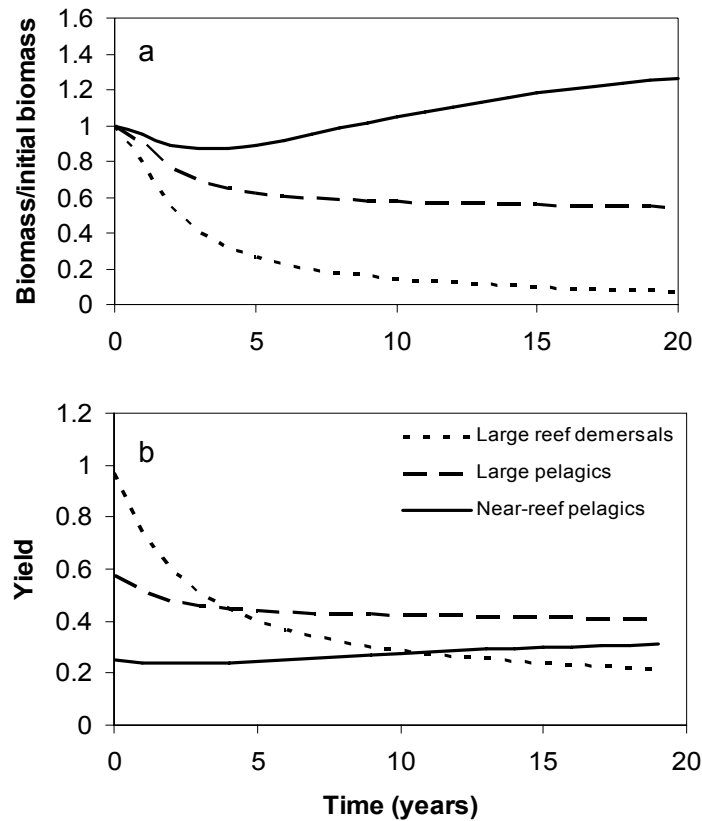 Biomass/initial biomass
1.6
1.4
1.2
1
0.8
0.6
0.4
0.2
0
a
0 5 10 15 20
Yield
1.2
1
0.8
0.6
0.4
0.2
0
b
Large reef demersals
Large pelagics
Near-reef pelagics
0 5 10 15 20
Time (years)